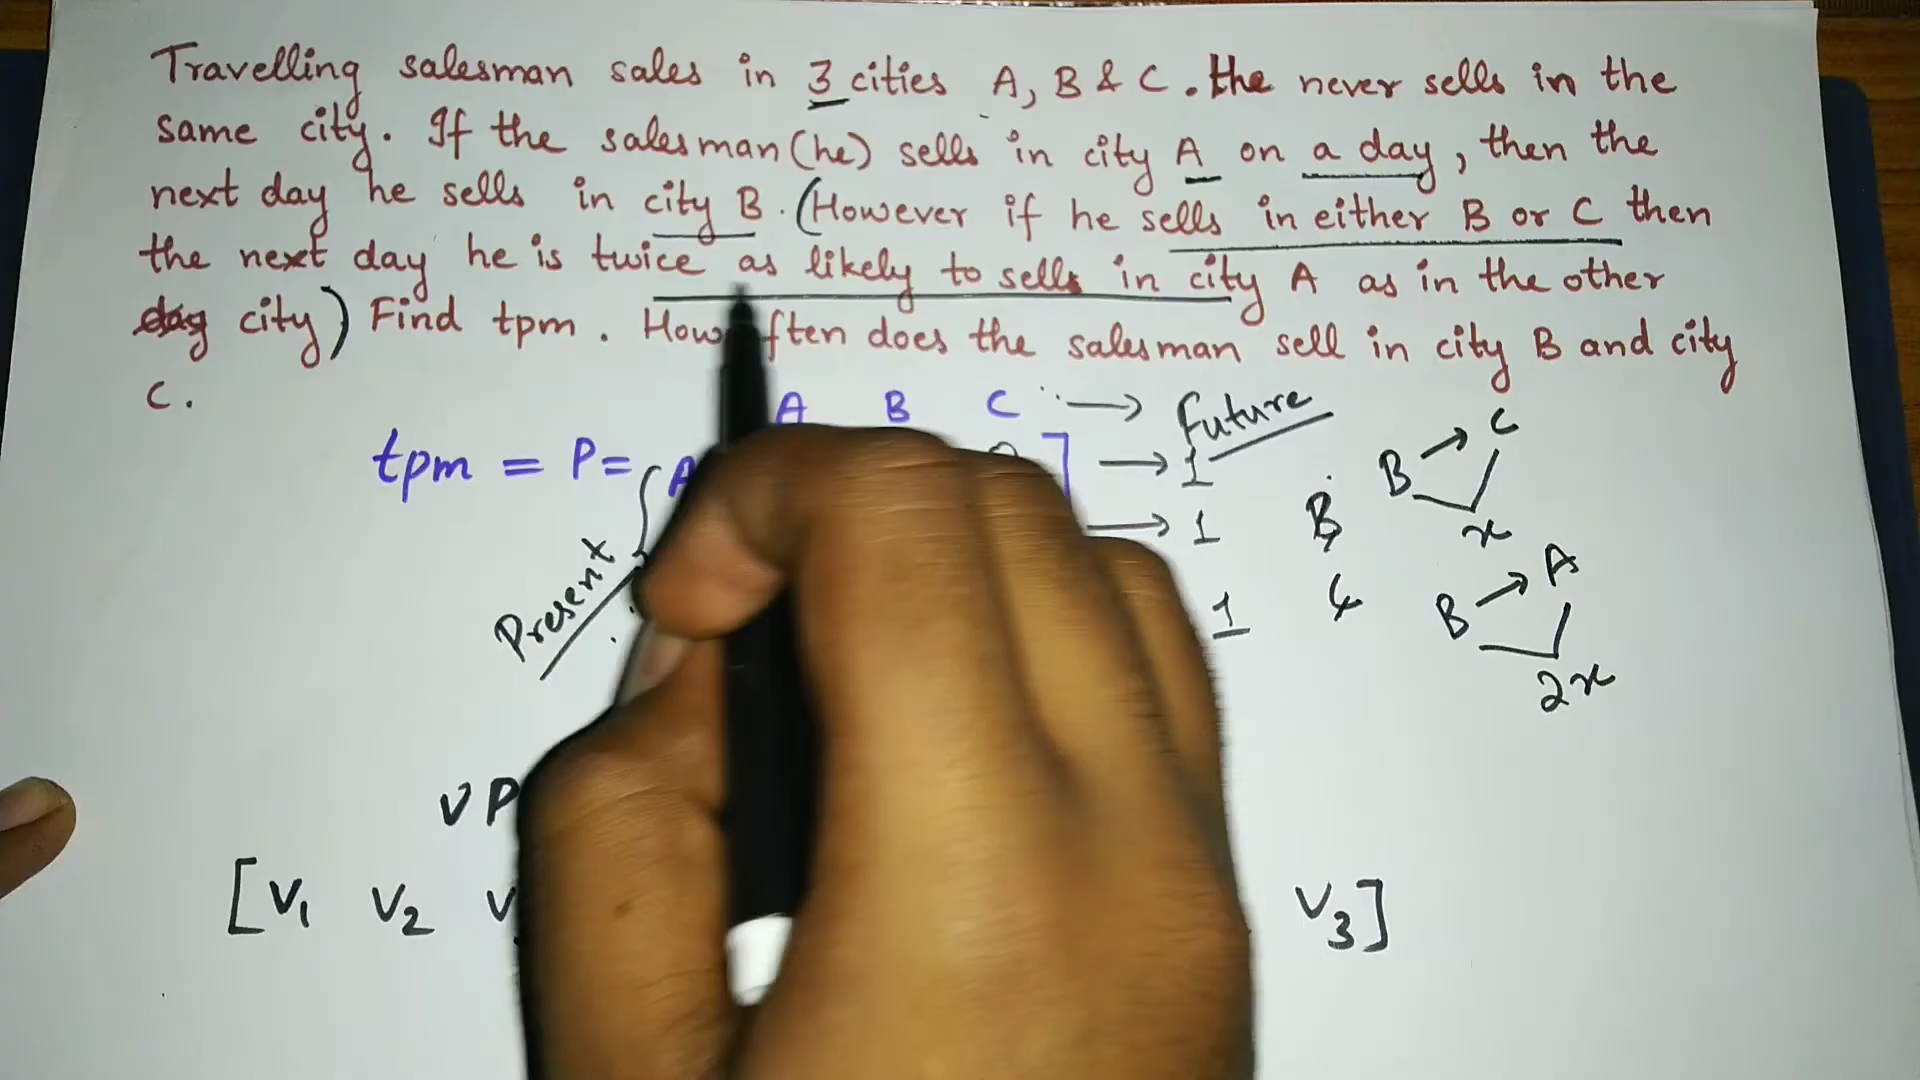 Travelling salesman sales in 3 cities A, B & C. the never sells in the
same city. If the salesman (he) sells in city A on a day, then the
next day he sells in city B. (However if he sells in either B or C then
the next day he is twice as likely to sells in city A as in the other
day city) Find tpm. How ften does the salesman sell in city B and city
C.
A B C → Future
tpm = P = A → 1
→ 1
1
Present
B → C
x
B
B → A
2x
VP
[V1 V2 V V3]